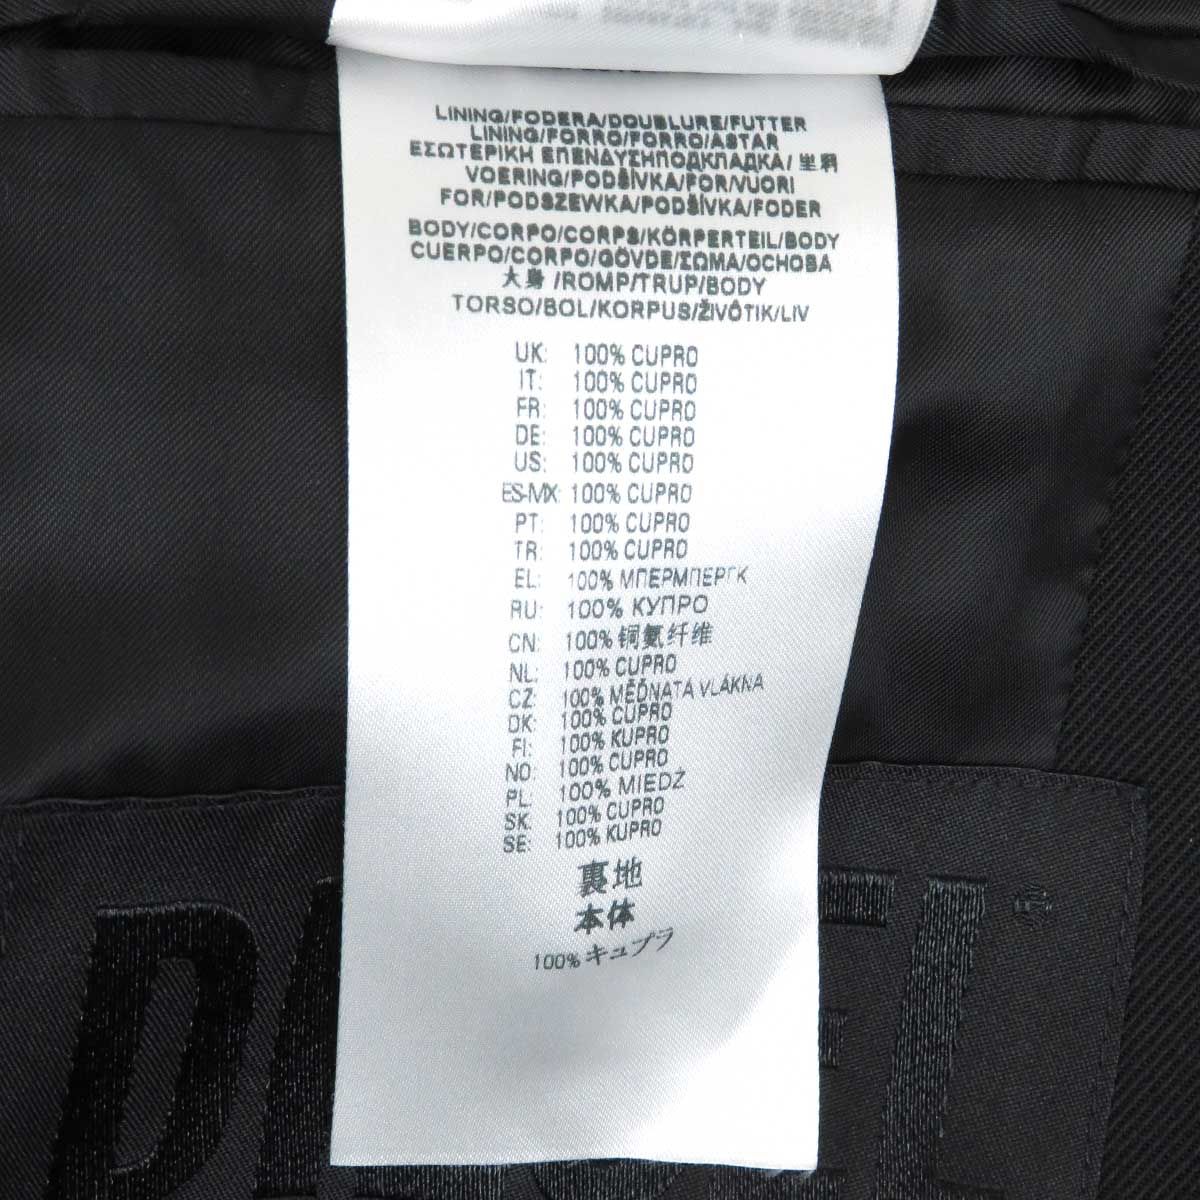 LINING/FODERA/DOUBLURE/FUTTER
LINING/FORRO/FORRO/ASTAR
ΕΣΩΤΕΡΙΚΗ ΕΠΕΝΔΥΣΗПОДКЛАДКА/ 里料
VOERING/PODŠÍVKA/FOR/VUORI
FOR/PODSZEWKA/PODŠÍVKA/FODER
BODY/CORPO/CORPS/KÖRPERTEIL/BODY
CUERPO/CORPO/GÖVDE/ΣΩΜΑ/ОСНОВА
大身 /ROMP/TRUP/BODY
TORSO/BOL/KORPUS/ŽIVÔTIK/LIV
UK: 100% CUPRO
IT: 100% CUPRO
FR: 100% CUPRO
DE: 100% CUPRO
US: 100% CUPRO
ES-MX: 100% CUPRO
PT: 100% CUPRO
TR: 100% CUPRO
EL: 100% ΜΠΕΡΜΠΕΡΓΚ
RU: 100% КУПРО
CN: 100% 铜氨纤维
NL: 100% CUPRO
CZ: 100% MĚĎNATÁ VLÁKNA
DK: 100% CUPRO
FI: 100% KUPRO
NO: 100% CUPRO
PL: 100% MIEDŹ
SK: 100% CUPRO
SE: 100% KUPRO
裏地
本体
100% キュプラ